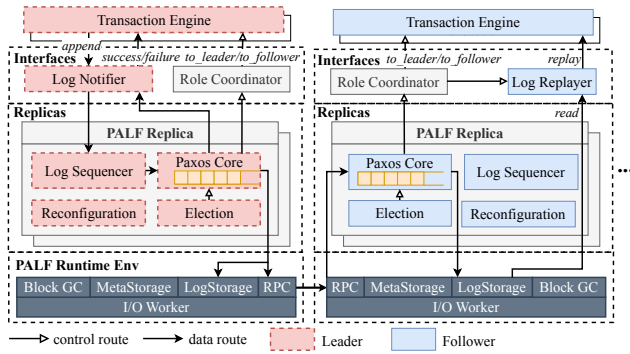 Transaction Engine
append
success/failure to_leader/to_follower
Interfaces
Log Notifier
Role Coordinator
Replicas
PALF Replica
Log Sequencer
Paxos Core
Reconfiguration
Election
PALF Runtime Env
Block GC MetaStorage LogStorage RPC
I/O Worker
Transaction Engine
Interfaces to_leader/to_follower
replay
Role Coordinator
Log Replayer
Replicas
read
PALF Replica
Paxos Core
Log Sequencer
Election
Reconfiguration
...
RPC MetaStorage LogStorage Block GC
I/O Worker
control route data route Leader Follower